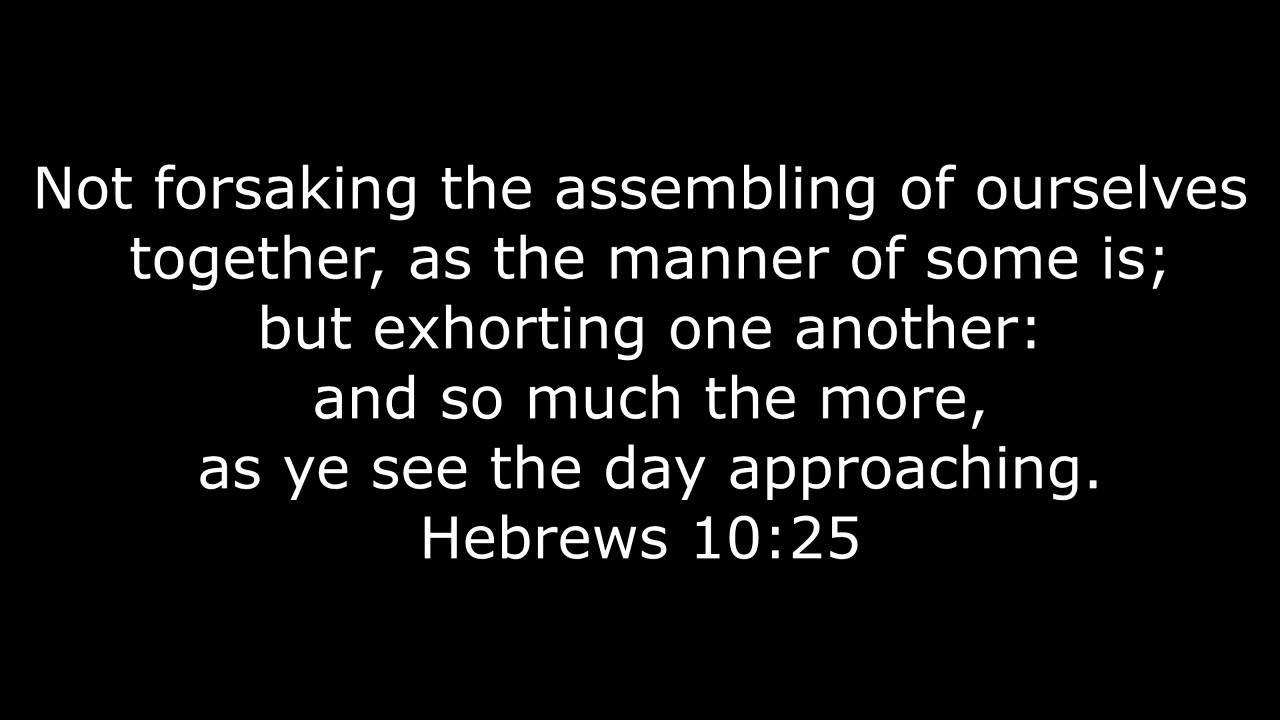 Not forsaking the assembling of ourselves
together, as the manner of some is;
but exhorting one another:
and so much the more,
as ye see the day approaching.
Hebrews 10:25